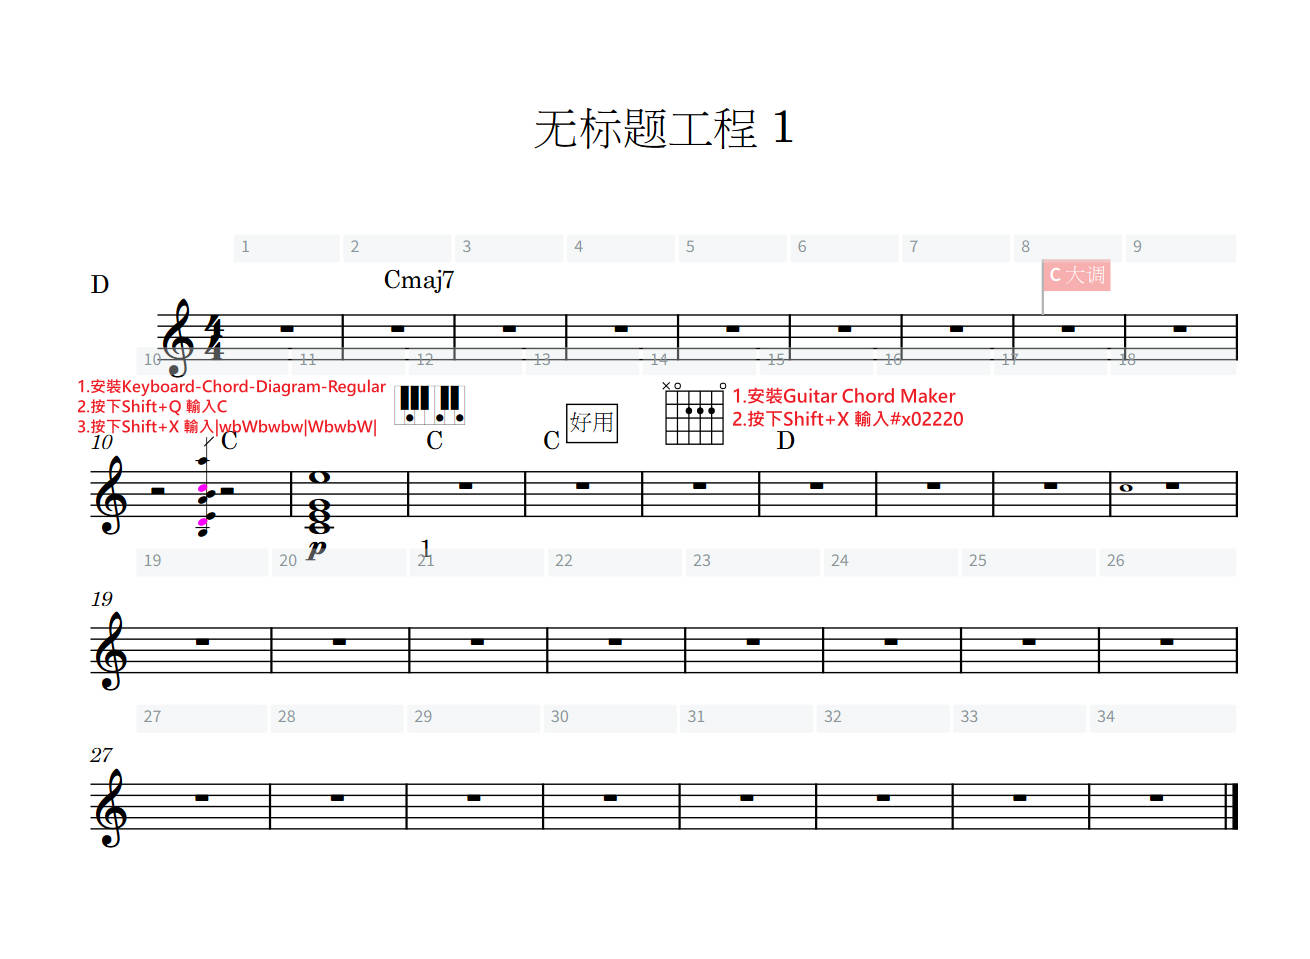 无标题工程 1
1 2 3 4 5 6 7 8 9
C 大调
D Cmaj7
4
4
10 11 12 13 14 15 16 17 18
1.安裝Keyboard-Chord-Diagram-Regular
2.按下Shift+Q 輸入C
3.按下Shift+X 輸入|wbWbwbw|WbwbW|
好用
1.安裝Guitar Chord Maker
2.按下Shift+X 輸入#x02220
10 C C C D
p 1
19 20 21 22 23 24 25 26
19
27 28 29 30 31 32 33 34
27